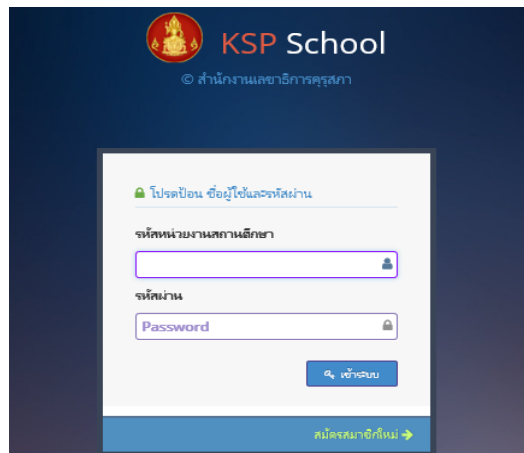 KSP School
© สำนักงานเลขาธิการคุรุสภา
โปรดป้อน ชื่อผู้ใช้และรหัสผ่าน
รหัสหน่วยงานสถานศึกษา
รหัสผ่าน
Password
เข้าระบบ
สมัครสมาชิกใหม่